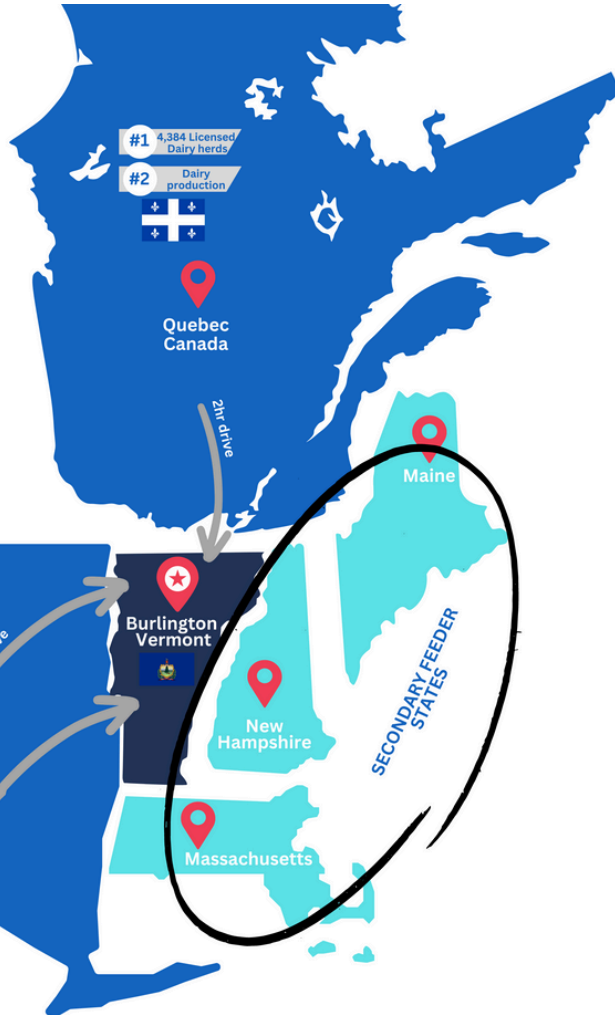 #1
4,384 Licensed
Dairy herds
#2
Dairy
production
Quebec
Canada
2hr drive
Maine
Burlington
Vermont
New
Hampshire
SECONDARY FEEDER
STATES
Massachusetts